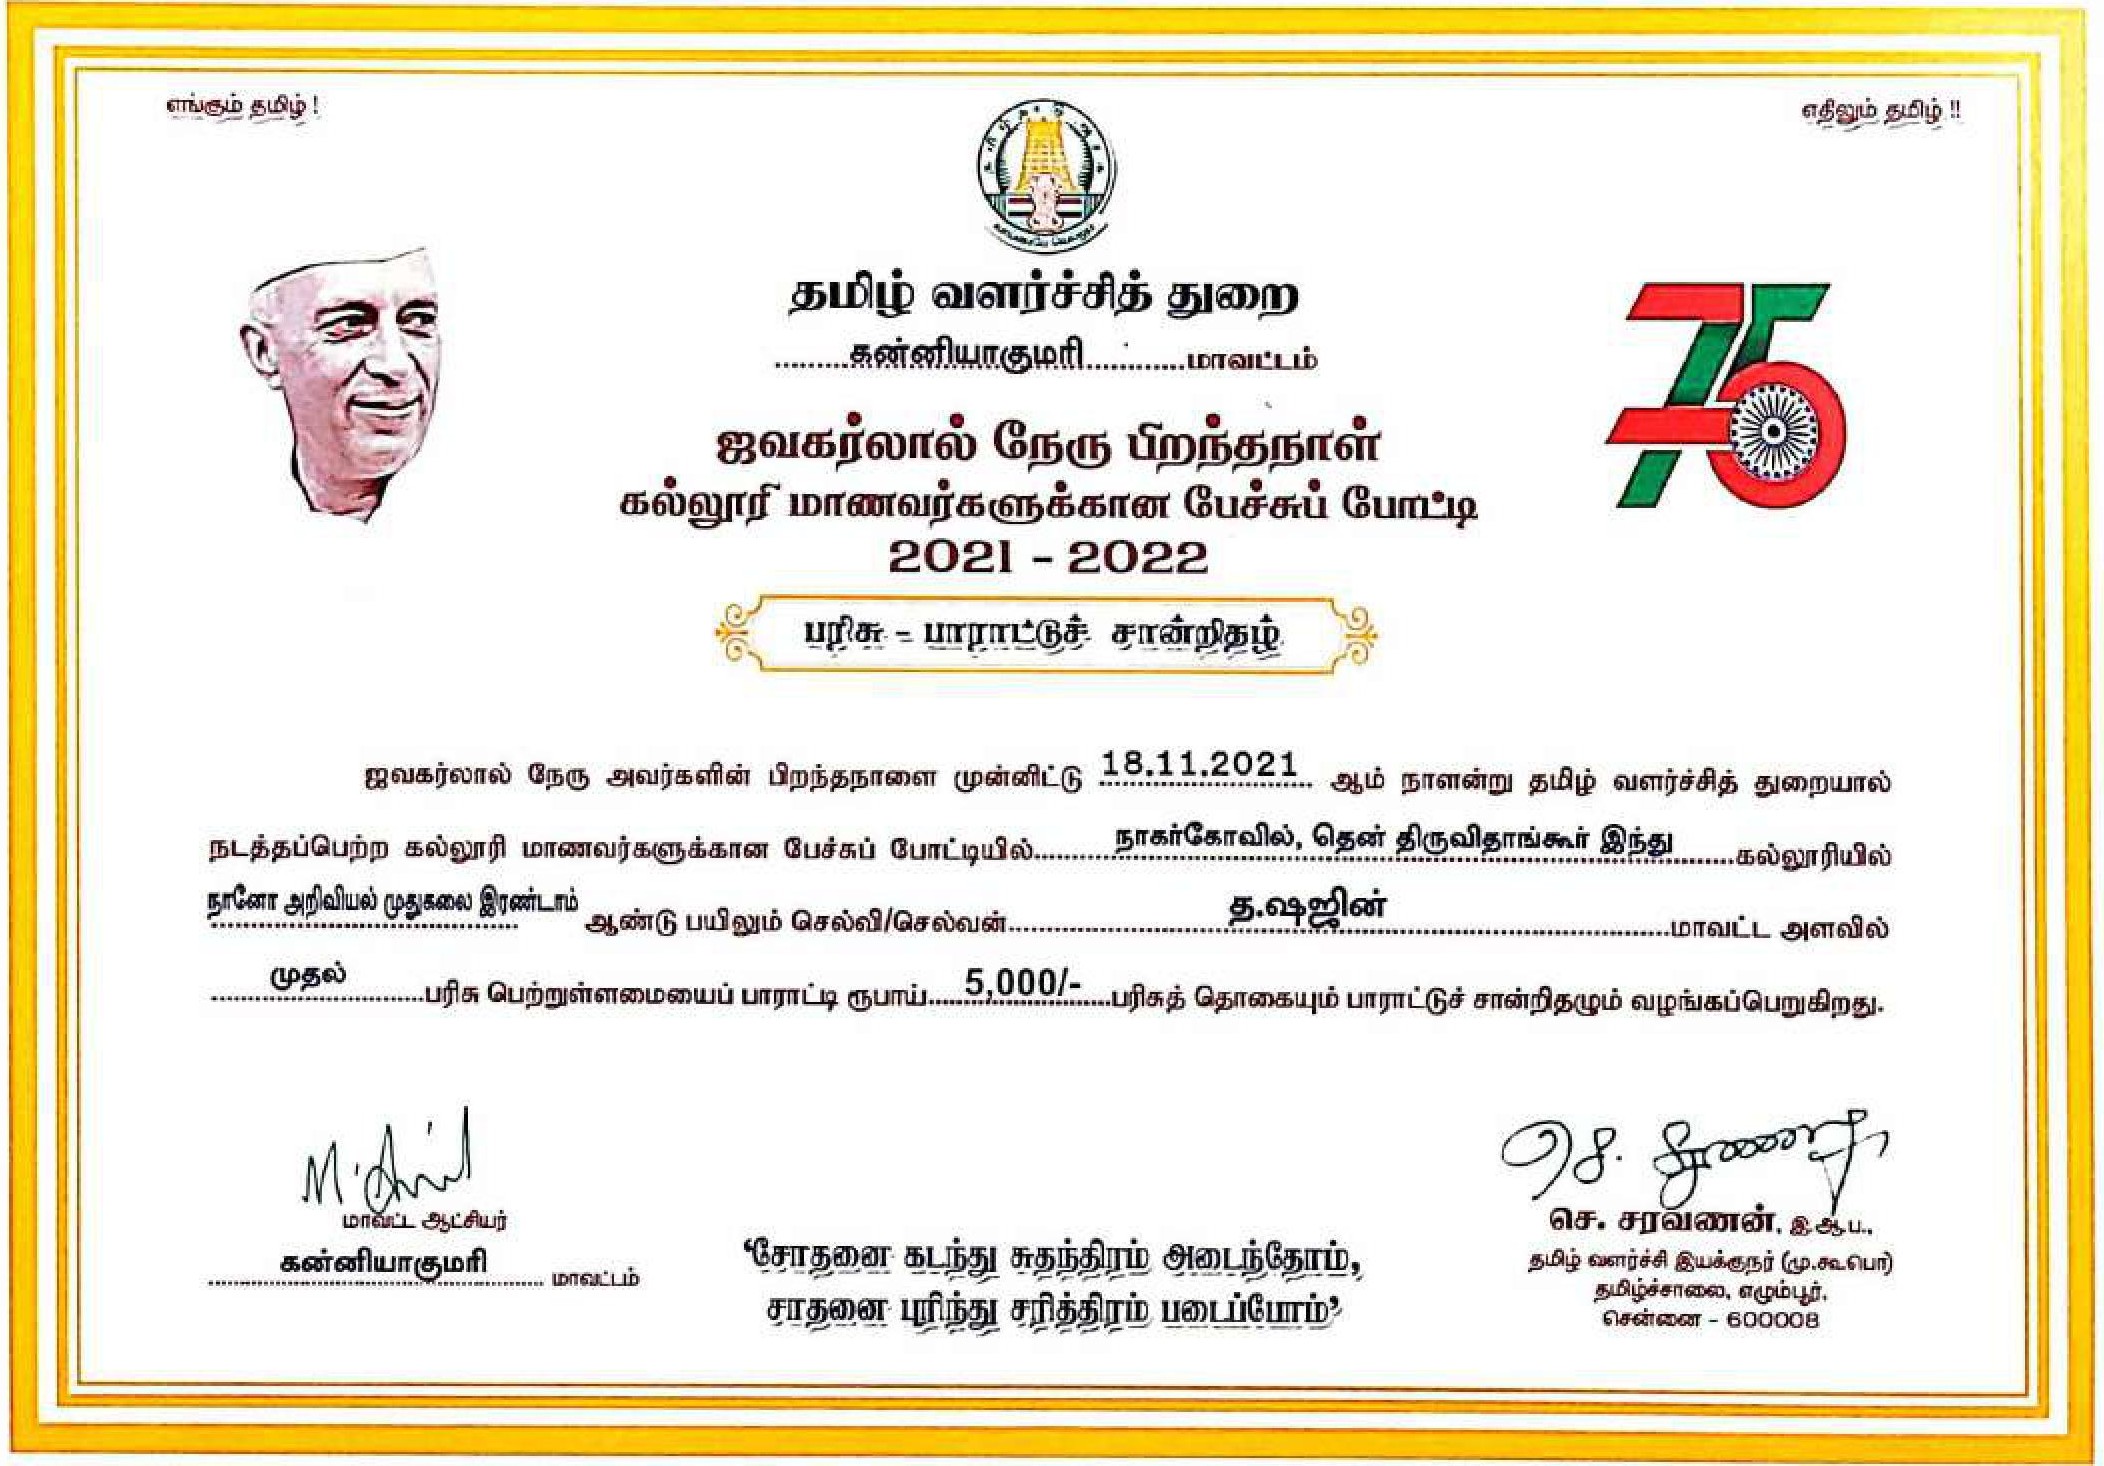 எங்கும் தமிழ் !
எதிலும் தமிழ் !!
தமிழ் வளர்ச்சித் துறை
கன்னியாகுமரி மாவட்டம்
ஜவகர்லால் நேரு பிறந்தநாள்
கல்லூரி மாணவர்களுக்கான பேச்சுப் போட்டி
2021 - 2022
பரிசு - பாராட்டுச் சான்றிதழ்
75
ஜவகர்லால் நேரு அவர்களின் பிறந்தநாளை முன்னிட்டு 18.11.2021 ஆம் நாளன்று தமிழ் வளர்ச்சித் துறையால்
நடத்தப்பெற்ற கல்லூரி மாணவர்களுக்கான பேச்சுப் போட்டியில் நாகர்கோவில், தென் திருவிதாங்கூர் இந்து கல்லூரியில்
நானோ அறிவியல் முதுகலை இரண்டாம் ஆண்டு பயிலும் செல்வி/செல்வன் த.ஷஜின் மாவட்ட அளவில்
முதல் பரிசு பெற்றுள்ளமையைப் பாராட்டி ரூபாய் 5,000/- பரிசுத் தொகையும் பாராட்டுச் சான்றிதழும் வழங்கப்பெறுகிறது.
மாவட்ட ஆட்சியர்
கன்னியாகுமரி மாவட்டம்
‘சோதனை கடந்து சுதந்திரம் அடைந்தோம்,
சாதனை புரிந்து சரித்திரம் படைப்போம்’
செ. சரவணன், இ.ஆ.ப.,
தமிழ் வளர்ச்சி இயக்குநர் (மு.கூ.பொ)
தமிழ்ச்சாலை, எழும்பூர்,
சென்னை - 600008